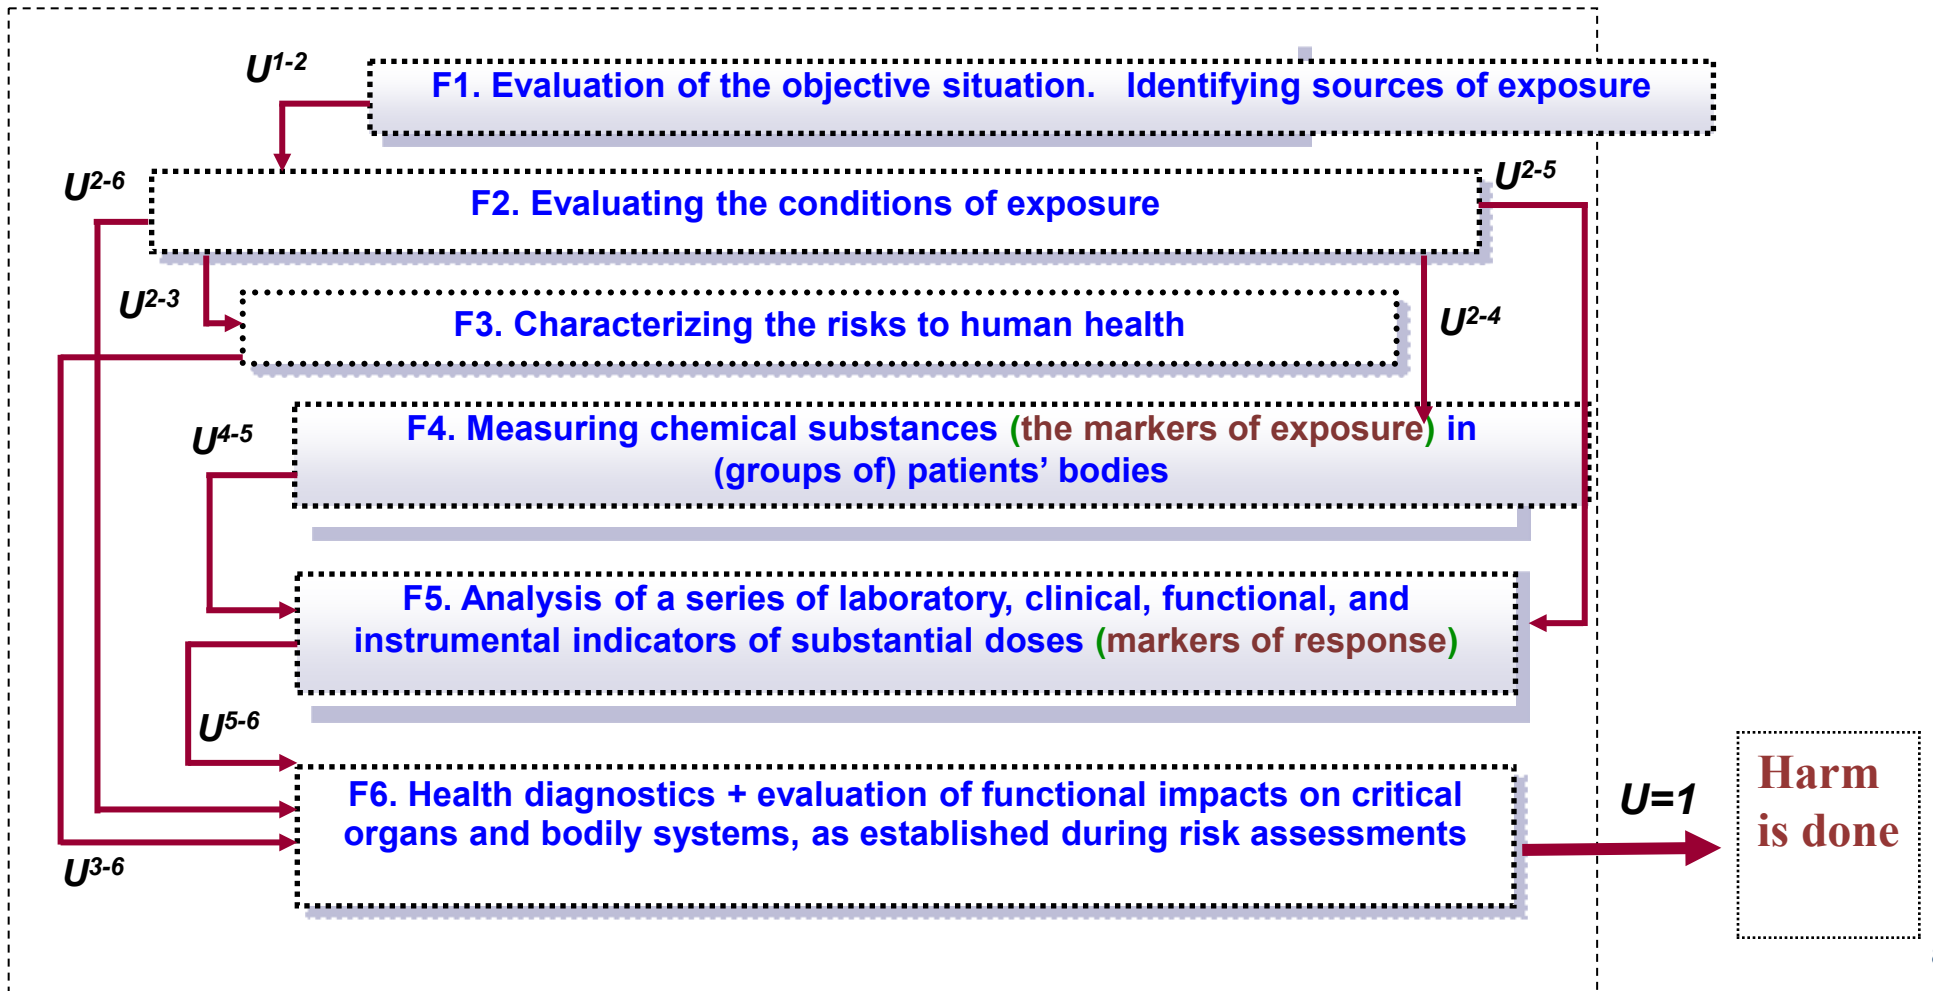 U1-2
F1. Evaluation of the objective situation. Identifying sources of exposure
U2-6
U2-5
F2. Evaluating the conditions of exposure
U2-3
F3. Characterizing the risks to human health
U2-4
U4-5
F4. Measuring chemical substances (the markers of exposure) in
(groups of) patients’ bodies
F5. Analysis of a series of laboratory, clinical, functional, and
instrumental indicators of substantial doses (markers of response)
U5-6
F6. Health diagnostics + evaluation of functional impacts on critical
organs and bodily systems, as established during risk assessments
U3-6
U=1
Harm
is done